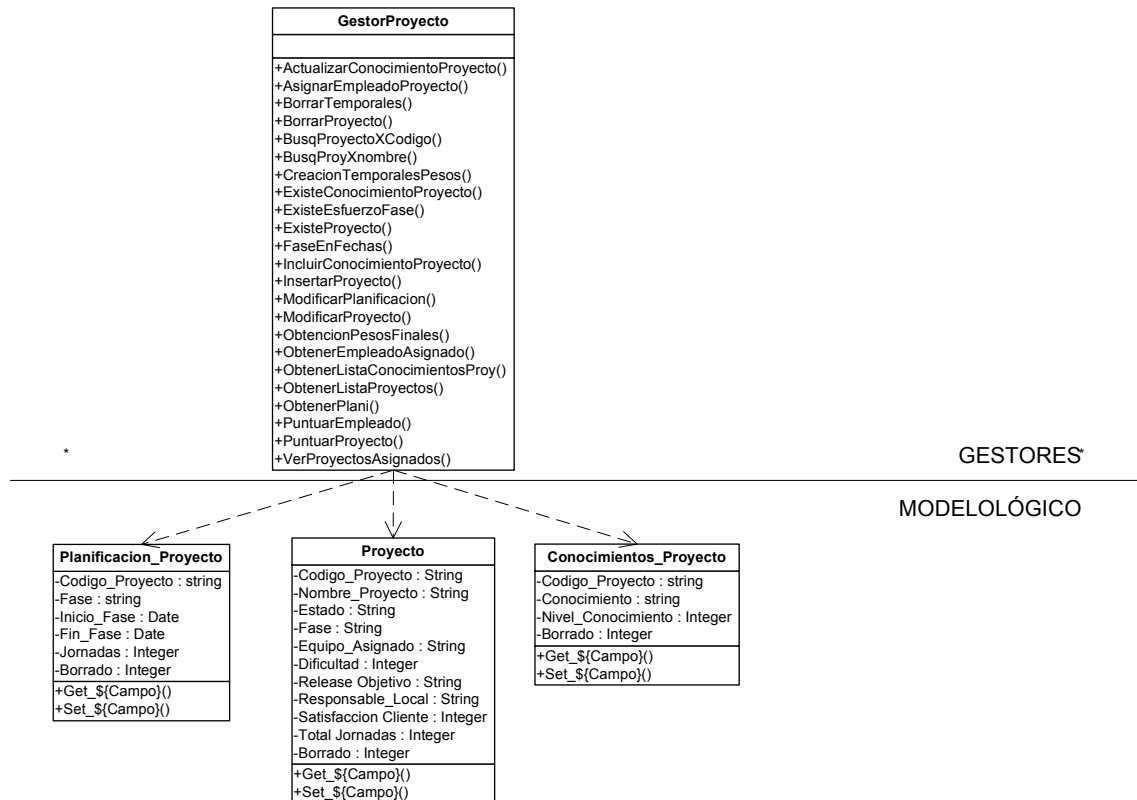 GestorProyecto
+ActualizarConocimientoProyecto()
+AsignarEmpleadoProyecto()
+BorrarTemporales()
+BorrarProyecto()
+BusqProyectoXCodigo()
+BusqProyXnombre()
+CreacionTemporalesPesos()
+ExisteConocimientoProyecto()
+ExisteEsfuerzoFase()
+ExisteProyecto()
+FaseEnFechas()
+IncluirConocimientoProyecto()
+InsertarProyecto()
+ModificarPlanificacion()
+ModificarProyecto()
+ObtencionPesosFinales()
+ObtenerEmpleadoAsignado()
+ObtenerListaConocimientosProy()
+ObtenerListaProyectos()
+ObtenerPlani()
+PuntuarEmpleado()
+PuntuarProyecto()
+VerProyectosAsignados()
*
GESTORES*
MODELOLÓGICO
Planificacion_Proyecto
-Codigo_Proyecto : string
-Fase : string
-Inicio_Fase : Date
-Fin_Fase : Date
-Jornadas : Integer
-Borrado : Integer
+Get_${Campo}()
+Set_${Campo}()
Proyecto
-Codigo_Proyecto : String
-Nombre_Proyecto : String
-Estado : String
-Fase : String
-Equipo_Asignado : String
-Dificultad : Integer
-Release Objetivo : String
-Responsable_Local : String
-Satisfaccion Cliente : Integer
-Total Jornadas : Integer
-Borrado : Integer
+Get_${Campo}()
+Set_${Campo}()
Conocimientos_Proyecto
-Codigo_Proyecto : string
-Conocimiento : string
-Nivel_Conocimiento : Integer
-Borrado : Integer
+Get_${Campo}()
+Set_${Campo}()